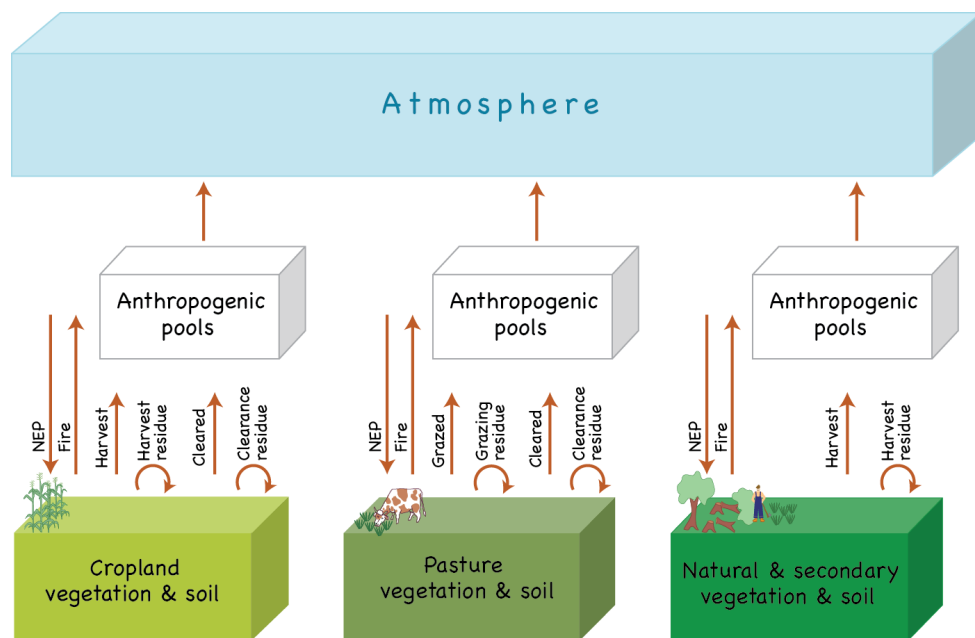 Atmosphere
Anthropogenic
pools
Anthropogenic
pools
Anthropogenic
pools
NEP
Fire
Harvest
Harvest
residue
Cleared
Clearance
residue
NEP
Fire
Grazed
Grazing
residue
Cleared
Clearance
residue
NEP
Fire
Harvest
Harvest
residue
Cropland
vegetation & soil
Pasture
vegetation & soil
Natural & secondary
vegetation & soil